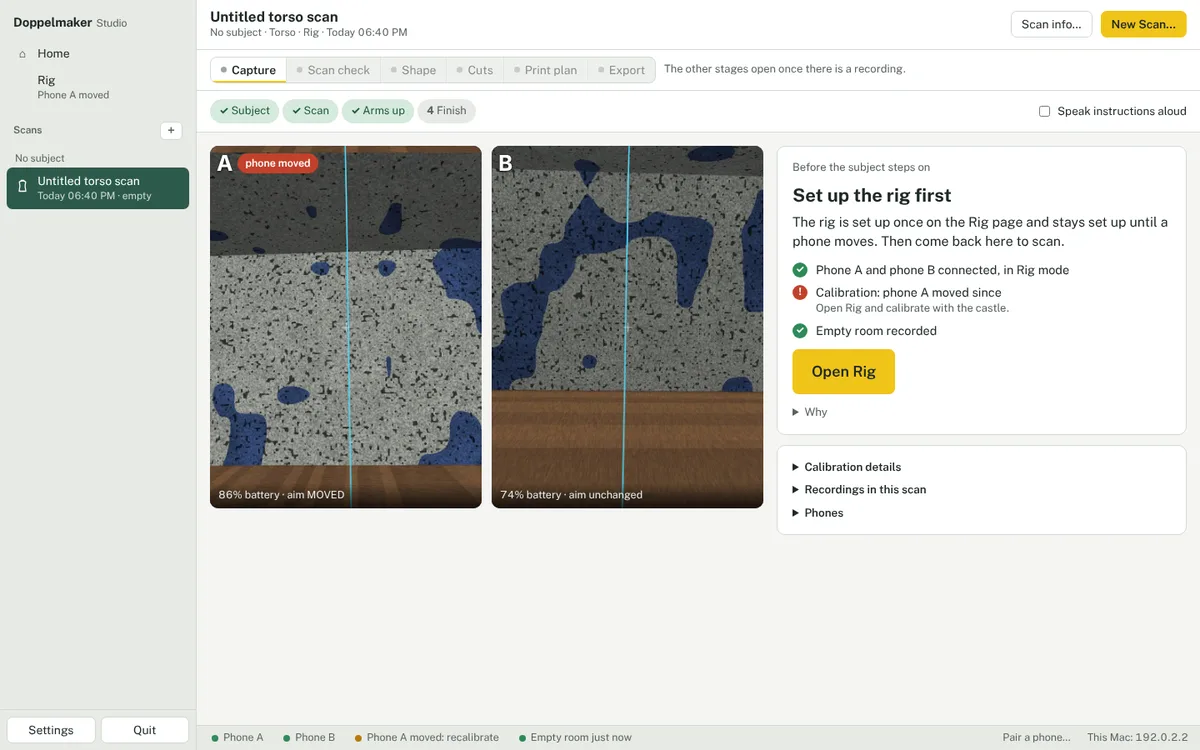 Doppelmaker Studio
Home
Rig
Phone A moved
Scans
+
No subject
Untitled torso scan
Today 06:40 PM · empty
Settings
Quit
Untitled torso scan
No subject · Torso · Rig · Today 06:40 PM
Scan info...
New Scan...
Capture
Scan check
Shape
Cuts
Print plan
Export
The other stages open once there is a recording.
✓ Subject
✓ Scan
✓ Arms up
4 Finish
Speak instructions aloud
A phone moved
86% battery · aim MOVED
B
74% battery · aim unchanged
Before the subject steps on
Set up the rig first
The rig is set up once on the Rig page and stays set up until a
phone moves. Then come back here to scan.
Phone A and phone B connected, in Rig mode
Calibration: phone A moved since
Open Rig and calibrate with the castle.
Empty room recorded
Open Rig
Why
Calibration details
Recordings in this scan
Phones
Phone A
Phone B
Phone A moved: recalibrate
Empty room just now
Pair a phone...
This Mac: 192.0.2.2